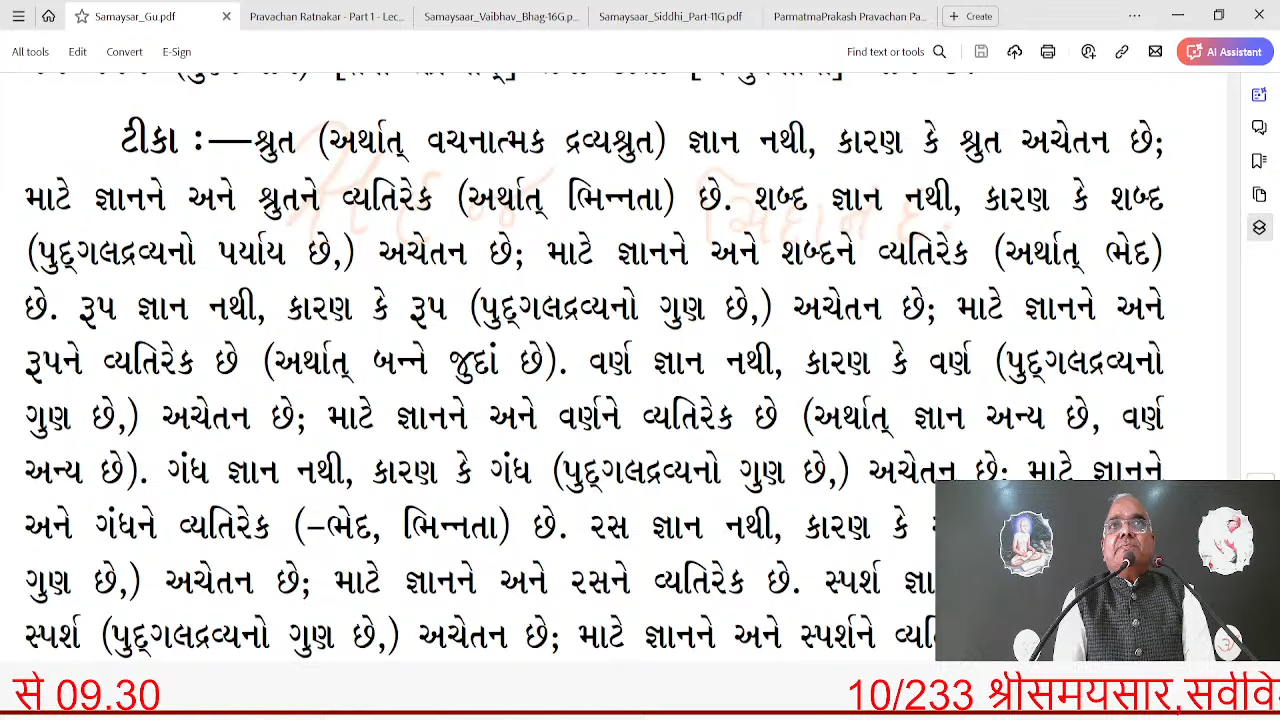 Samaysar_Gu.pdf
Pravachan Ratnakar - Part 1 - Lec...
Samaysaar_Vaibhav_Bhag-16G.p...
Samaysaar_Siddhi_Part-11G.pdf
ParmatmaPrakash Pravachan Pa...
Create
All tools Edit Convert E-Sign
Find text or tools
AI Assistant
ટીકા :—શ્રુત (અર્થાત્ વચનાત્મક દ્રવ્યશ્રુત) જ્ઞાન નથી, કારણ કે શ્રુત અચેતન છે;
માટે જ્ઞાનને અને શ્રુતને વ્યતિરેક (અર્થાત્ ભિન્નતા) છે. શબ્દ જ્ઞાન નથી, કારણ કે શબ્દ
(પુદ્ગલદ્રવ્યનો પર્યાય છે,) અચેતન છે; માટે જ્ઞાનને અને શબ્દને વ્યતિરેક (અર્થાત્ ભેદ)
છે. રૂપ જ્ઞાન નથી, કારણ કે રૂપ (પુદ્ગલદ્રવ્યનો ગુણ છે,) અચેતન છે; માટે જ્ઞાનને અને
રૂપને વ્યતિરેક છે (અર્થાત્ બન્ને જુદાં છે). વર્ણ જ્ઞાન નથી, કારણ કે વર્ણ (પુદ્ગલદ્રવ્યનો
ગુણ છે,) અચેતન છે; માટે જ્ઞાનને અને વર્ણને વ્યતિરેક છે (અર્થાત્ જ્ઞાન અન્ય છે, વર્ણ
અન્ય છે). ગંધ જ્ઞાન નથી, કારણ કે ગંધ (પુદ્ગલદ્રવ્યનો ગુણ છે,) અચેતન છે; માટે જ્ઞાનને
અને ગંધને વ્યતિરેક (–ભેદ, ભિન્નતા) છે. રસ જ્ઞાન નથી, કારણ કે
ગુણ છે,) અચેતન છે; માટે જ્ઞાનને અને રસને વ્યતિરેક છે. સ્પર્શ
સ્પર્શ (પુદ્ગલદ્રવ્યનો ગુણ છે,) અચેતન છે; માટે જ્ઞાનને અને સ્પર્શને
से 09.30
10/233 श्रीसमयसार,सर्ववि